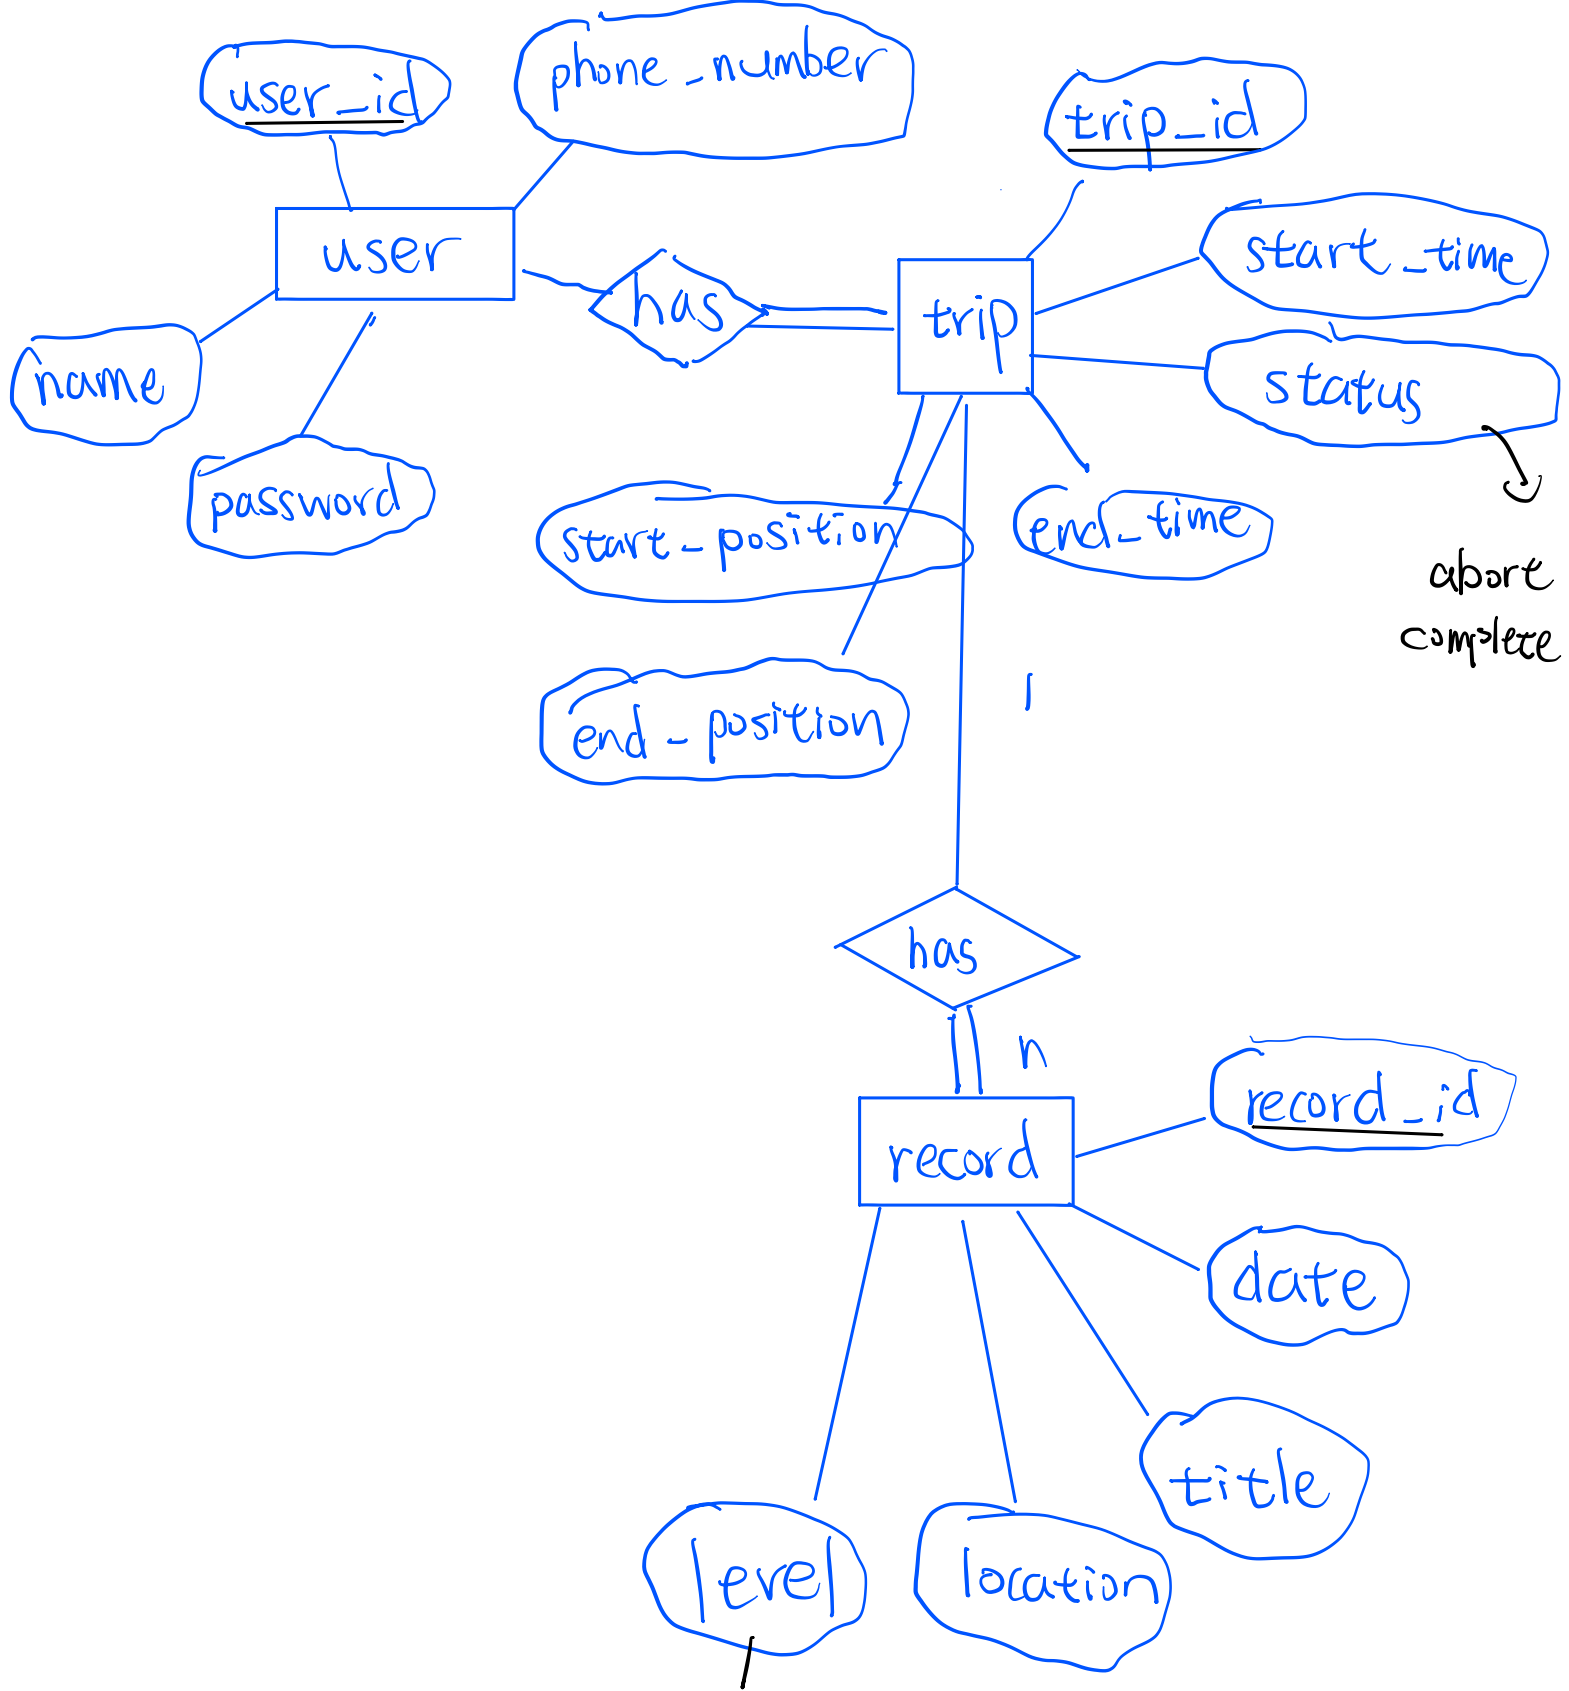 user_id
phone_number
trip_id
user
has
trip
start_time
status
name
password
start_position
end_time
abort
complete
end_position
1
has
n
record
record_id
date
title
level
location